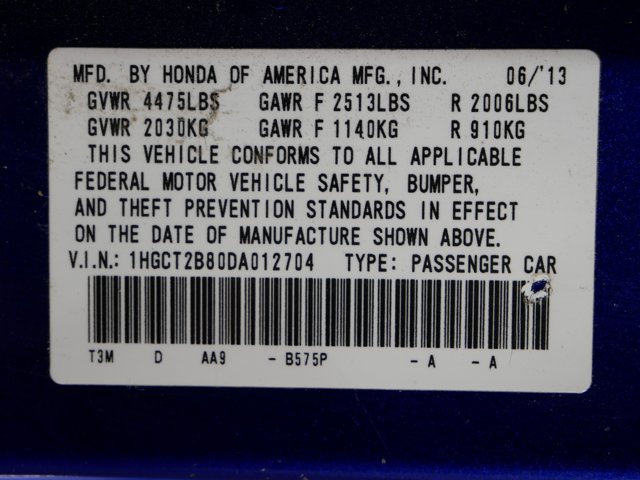 MFD. BY HONDA OF AMERICA MFG., INC. 06/'13
GVWR 4475LBS GAWR F 2513LBS R 2006LBS
GVWR 2030KG GAWR F 1140KG R 910KG
THIS VEHICLE CONFORMS TO ALL APPLICABLE
FEDERAL MOTOR VEHICLE SAFETY, BUMPER,
AND THEFT PREVENTION STANDARDS IN EFFECT
ON THE DATE OF MANUFACTURE SHOWN ABOVE.
V.I.N.: 1HGCT2B80DA012704 TYPE: PASSENGER CAR
T3M D AA9 - B575P - A - A